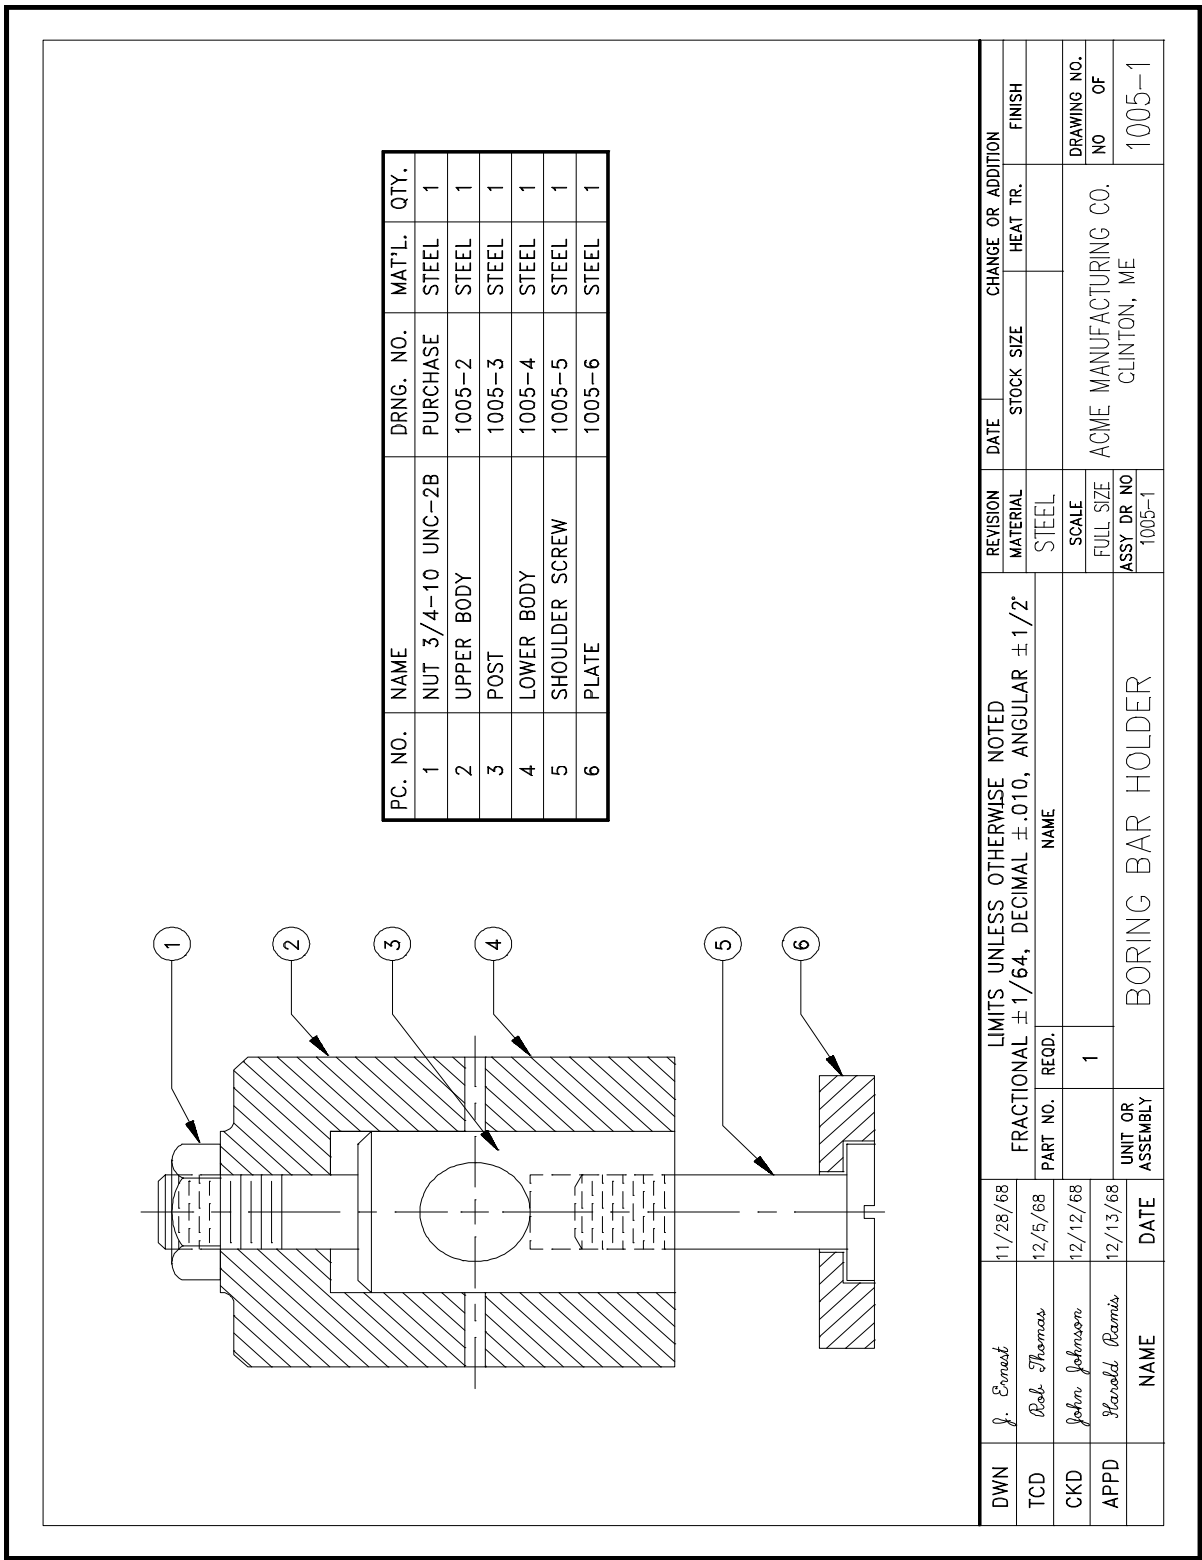 PC. NO. NAME DRNG. NO. MAT'L. QTY.
1 NUT 3/4-10 UNC-2B PURCHASE STEEL 1
2 UPPER BODY 1005-2 STEEL 1
3 POST 1005-3 STEEL 1
4 LOWER BODY 1005-4 STEEL 1
5 SHOULDER SCREW 1005-5 STEEL 1
6 PLATE 1005-6 STEEL 1
1
2
3
4
5
6
DWN J. Ernest 11/28/68
TCD Rob Thomas 12/5/68
CKD John Johnson 12/12/68
APPD Harold Ramis 12/13/68
NAME DATE
LIMITS UNLESS OTHERWISE NOTED
FRACTIONAL ±1/64, DECIMAL ±.010, ANGULAR ±1/2°
PART NO. REQD. NAME
1
UNIT OR
ASSEMBLY
BORING BAR HOLDER
REVISION DATE CHANGE OR ADDITION
MATERIAL STOCK SIZE HEAT TR. FINISH
STEEL
SCALE
FULL SIZE
ASSY DR NO
1005-1
ACME MANUFACTURING CO.
CLINTON, ME
DRAWING NO.
NO OF
1005-1